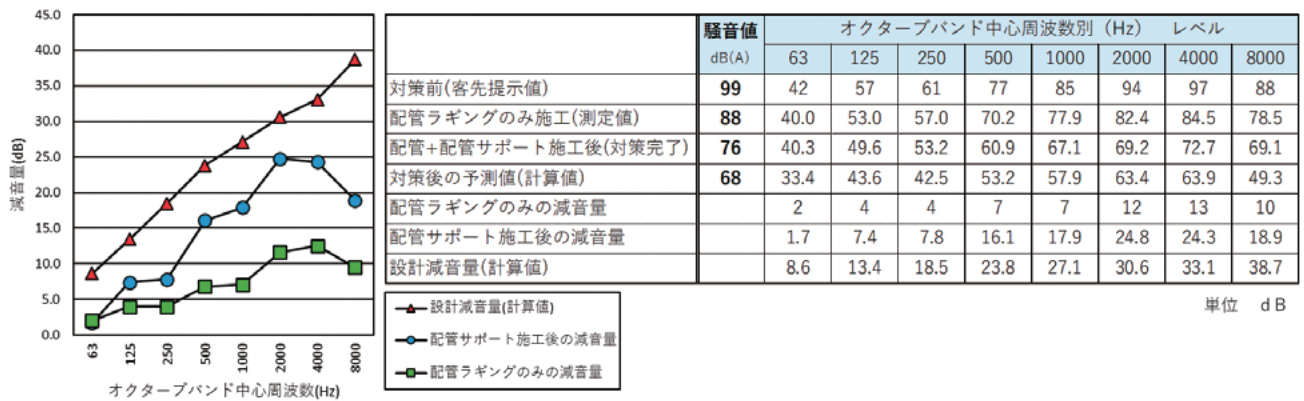 45.0
40.0
35.0
30.0
25.0
20.0
15.0
10.0
5.0
0.0
減音量(dB)
63 125 250 500 1000 2000 4000 8000
オクターブバンド中心周波数(Hz)
騒音値 オクターブバンド中心周波数別（Hz） レベル
dB(A) 63 125 250 500 1000 2000 4000 8000
対策前(客先提示値) 99 42 57 61 77 85 94 97 88
配管ラギングのみ施工(測定値) 88 40.0 53.0 57.0 70.2 77.9 82.4 84.5 78.5
配管+配管サポート施工後(対策完了) 76 40.3 49.6 53.2 60.9 67.1 69.2 72.7 69.1
対策後の予測値(計算値) 68 33.4 43.6 42.5 53.2 57.9 63.4 63.9 49.3
配管ラギングのみの減音量 2 4 4 7 7 12 13 10
配管サポート施工後の減音量 1.7 7.4 7.8 16.1 17.9 24.8 24.3 18.9
設計減音量(計算値) 8.6 13.4 18.5 23.8 27.1 30.6 33.1 38.7
単位 dB
設計減音量(計算値)
配管サポート施工後の減音量
配管ラギングのみの減音量